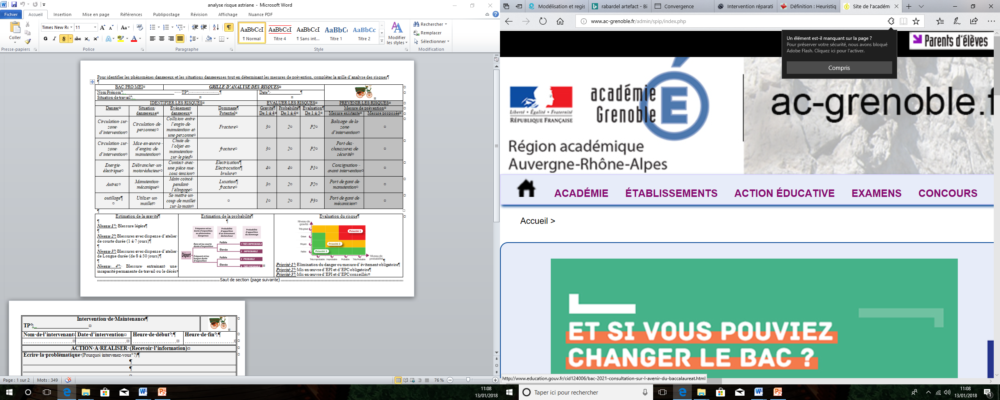 analyse risque astriane - Microsoft Word
Fichier Accueil Insertion Mise en page Références Publipostage Révision Affichage Nuance PDF
Coller
Times New Ro 11
G I S abc x₂ x²
AaBbCcI AaBbCcI AaBbCcI AaBbCc AaBbCc
¶ Normal Titre 4 ¶ Sans int... Titre 1 Titre 2
Modifier les styles
Rechercher
Remplacer
Sélectionner
Presse-papiers Police Paragraphe Style Modification
Pour identifier les phénomènes dangereux et les situations dangereuses tout en déterminant les mesures de prévention, compléter la grille d'analyse des risques¶
BAC PRO MEI GRILLE D'ANALYSE DES RISQUES
Nom Prénom : TP° : Date° :
Situation de travail° :
IDENTIFIER LES RISQUES EVALUER LES RISQUES PREVENIR LES RISQUES
Danger Situation dangereuse Evènement dangereux Dommage Potentiel Gravité De 1 à 4 Probabilité De 1 à 4 Evaluation De 1 à 3 Mesure de prévention
Mesure existante Mesure proposée
Circulation sur zone d'intervention Circulation de personnes Collision entre l'engin de manutention et une personne Fracture 3 2 P2 Balisage de la zone d'intervention
Circulation sur zone d'intervention Mise en œuvre d'engins de manutention Chute de l'objet en manutention sur le pied fracture 3 2 P2 Port des chaussures de sécurité
Energie électrique Débrancher un motoréducteur Contact avec une pièce nue sous tension Electrisation Electrocution brulure 4 4 P1 Consignation avant intervention
Autres Manutention mécanique Main coincé pendant l'élingage Luxation fracture 3 2 P2 Port de gant de manutention
outillage Utiliser un maillet Se mettre un coup de maillet sur la main 1 2 P3 Port de gant de mécanicien
Estimation de la gravité
Niveau 1° : Blessure légère
Niveau 2° : Blessures avec dispense d'atelier de courte durée (1 à 7 jours)
Niveau 3° : Blessures avec dispense d'atelier de Longue durée (de 8 à 30 jours)
Niveau 4° : Blessure entrainant une incapacité permanente de travail ou le décès
Estimation de la probabilité
Fréquence et/ou durée d'exposition au phénomène dangereux
Probabilité d'apparition d'un évènement déclencheur
Probabilité d'apparition du dommage
Départ
Rare et/ou courte durée d'exposition
Faible 1 TRÈS IMPROBABLE
Élevée 2 IMPROBABLE
Fréquent et/ou longue durée d'exposition
Faible 3 PROBABLE
Élevée 4 TRÈS PROBABLE
Evaluation du risque
Niveau de gravité
Très grave
Grave
Moyen
Faible
Priorité 1
Priorité 2
Priorité 3
Très improbable Improbable Probable Très Probable
Niveau de probabilité
Priorité 1° : Elimination du danger ou mesure d'évitement obligatoire
Priorité 2° : Mis en œuvre d'EPI et d'EPC obligatoire
Priorité 3° : Mis en œuvre d'EPI et d'EPC conseillés
Saut de section (page suivante)
Intervention de Maintenance
TP° :
Nom de l'intervenant Date d'intervention Heure de début° : Heure de fin° :
ACTION A REALISER (Recevoir l'information)
Ecrire la problématique (Pourquoi intervenez-vous° ?)
Page : 1 sur 2 Mots : 349 76 %
11:08
13/01/2018
Modélisation et regis
rabardel artefact - Bi
Convergence
Intervention réparati
Définition : Heuristiq
Site de l'académi
www.ac-grenoble.fr/admin/spip/index.php
Un élément est-il manquant sur la page ?
Pour préserver votre sécurité, nous avons bloqué
Adobe Flash. Cliquez ici pour l'activer.
Compris
Parents d'élèves
Liberté • Égalité • Fraternité
RÉPUBLIQUE FRANÇAISE
académie
Grenoble
É
Région académique
Auvergne-Rhône-Alpes
ac-grenoble.f
ACADÉMIE ÉTABLISSEMENTS ACTION ÉDUCATIVE EXAMENS CONCOURS
Accueil >
ET SI VOUS POUVIEZ
CHANGER LE BAC ?
http://www.education.gouv.fr/cid124006/bac-2021-consultation-sur-l-avenir-du-baccalaureat.html
Taper ici pour rechercher
11:08
13/01/2018